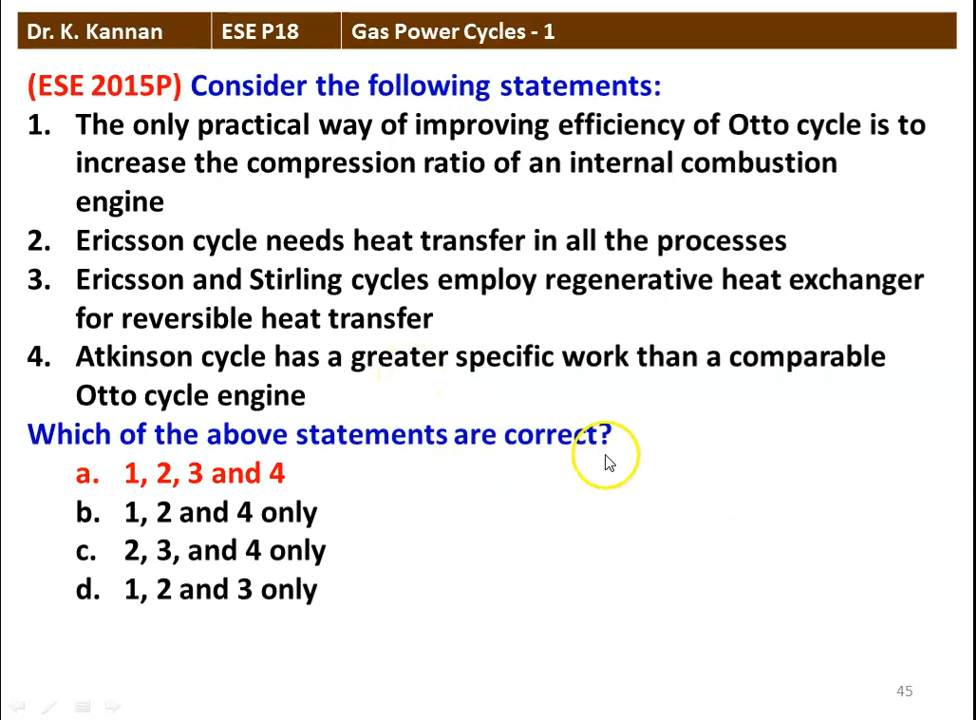 Dr. K. Kannan ESE P18 Gas Power Cycles - 1
(ESE 2015P) Consider the following statements:
1. The only practical way of improving efficiency of Otto cycle is to
increase the compression ratio of an internal combustion
engine
2. Ericsson cycle needs heat transfer in all the processes
3. Ericsson and Stirling cycles employ regenerative heat exchanger
for reversible heat transfer
4. Atkinson cycle has a greater specific work than a comparable
Otto cycle engine
Which of the above statements are correct?
a. 1, 2, 3 and 4
b. 1, 2 and 4 only
c. 2, 3, and 4 only
d. 1, 2 and 3 only
45